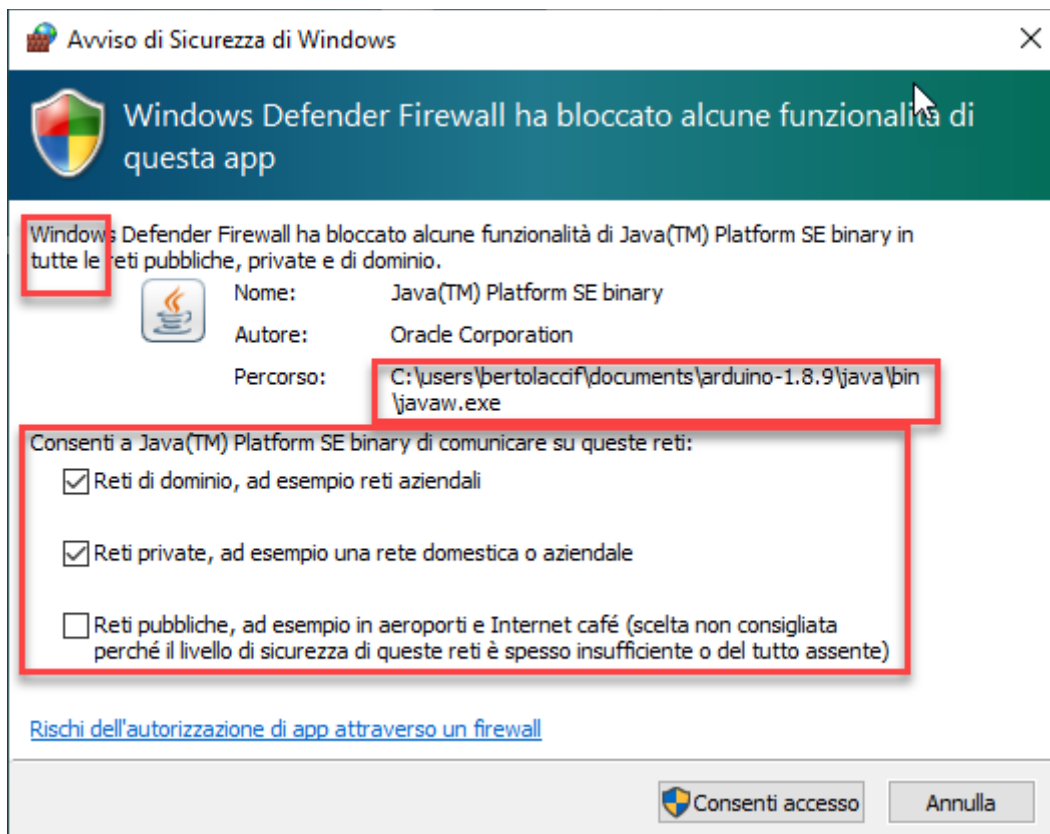 Avviso di Sicurezza di Windows
Windows Defender Firewall ha bloccato alcune funzionalità di
questa app
Windows Defender Firewall ha bloccato alcune funzionalità di Java(TM) Platform SE binary in
tutte le reti pubbliche, private e di dominio.
Nome: Java(TM) Platform SE binary
Autore: Oracle Corporation
Percorso: C:\users\bertolaccif\documents\arduino-1.8.9\java\bin
\javaw.exe
Consenti a Java(TM) Platform SE binary di comunicare su queste reti:
Reti di dominio, ad esempio reti aziendali
Reti private, ad esempio una rete domestica o aziendale
Reti pubbliche, ad esempio in aeroporti e Internet café (scelta non consigliata
perché il livello di sicurezza di queste reti è spesso insufficiente o del tutto assente)
Rischi dell'autorizzazione di app attraverso un firewall
Consenti accesso Annulla